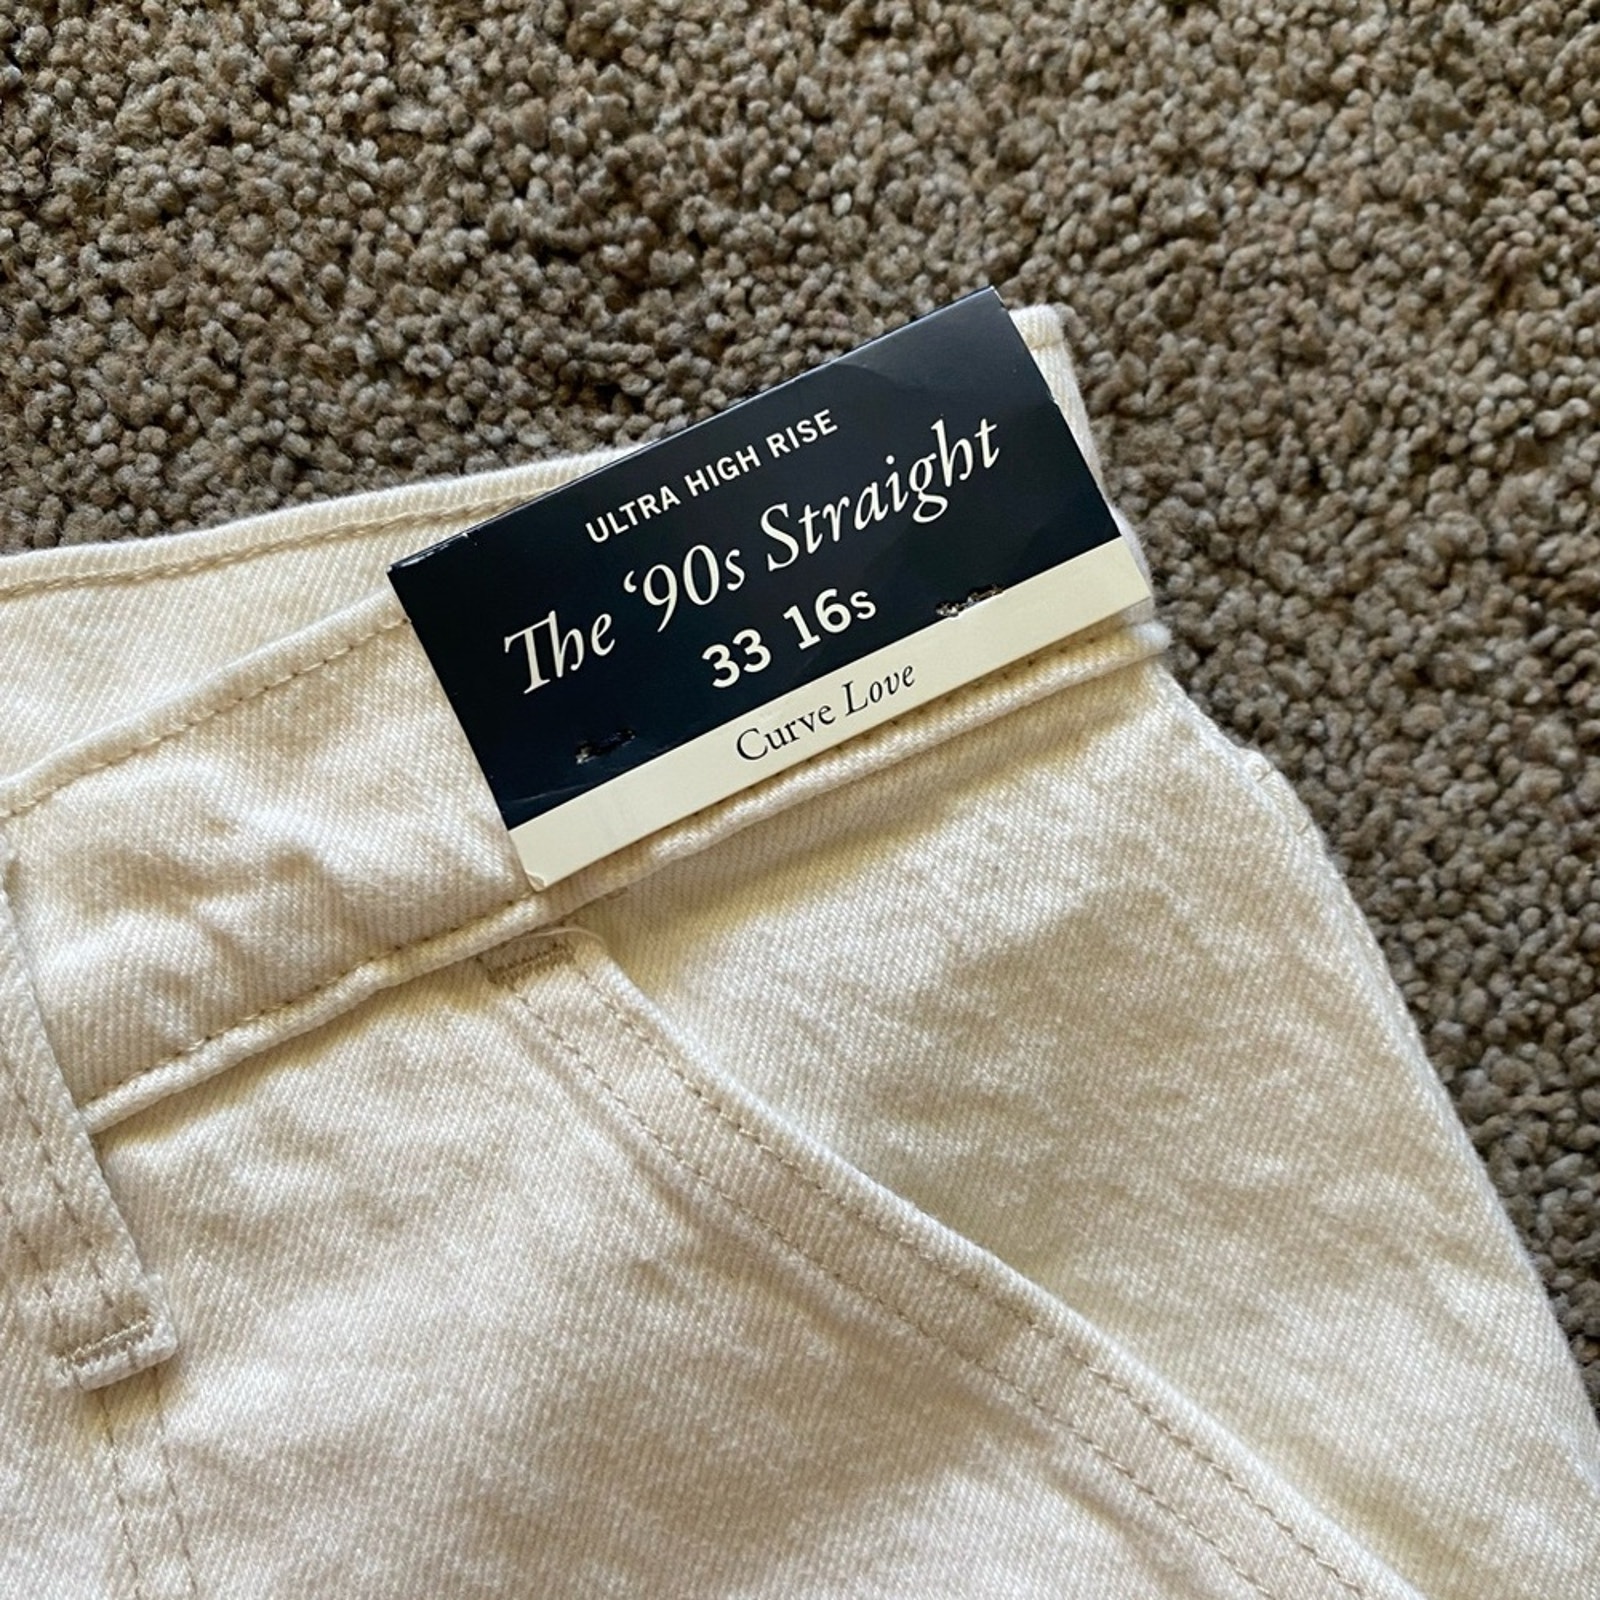 ULTRA HIGH RISE
The ‘90s Straight
33 16s
Curve Love